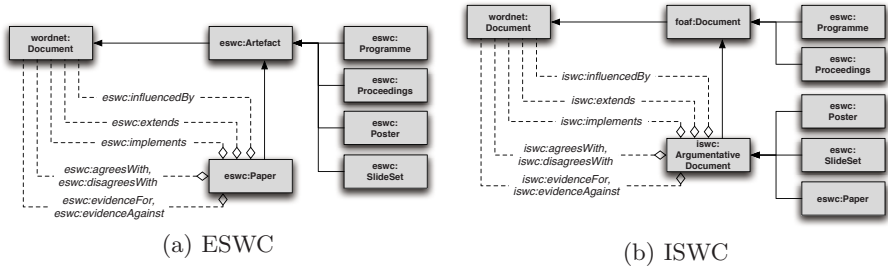 wordnet:
Document
eswc:Artefact
eswc:
Programme
eswc:
Proceedings
eswc:
Poster
eswc:
SlideSet
eswc:influencedBy
eswc:extends
eswc:implements
eswc:agreesWith,
eswc:disagreesWith
eswc:Paper
eswc:evidenceFor,
eswc:evidenceAgainst
(a) ESWC
wordnet:
Document
foaf:Document
eswc:
Programme
eswc:
Proceedings
iswc:influencedBy
iswc:extends
iswc:implements
eswc:
Poster
iswc:agreesWith,
iswc:disagreesWith
iswc:
Argumentative
Document
eswc:
SlideSet
iswc:evidenceFor,
iswc:evidenceAgainst
eswc:Paper
(b) ISWC